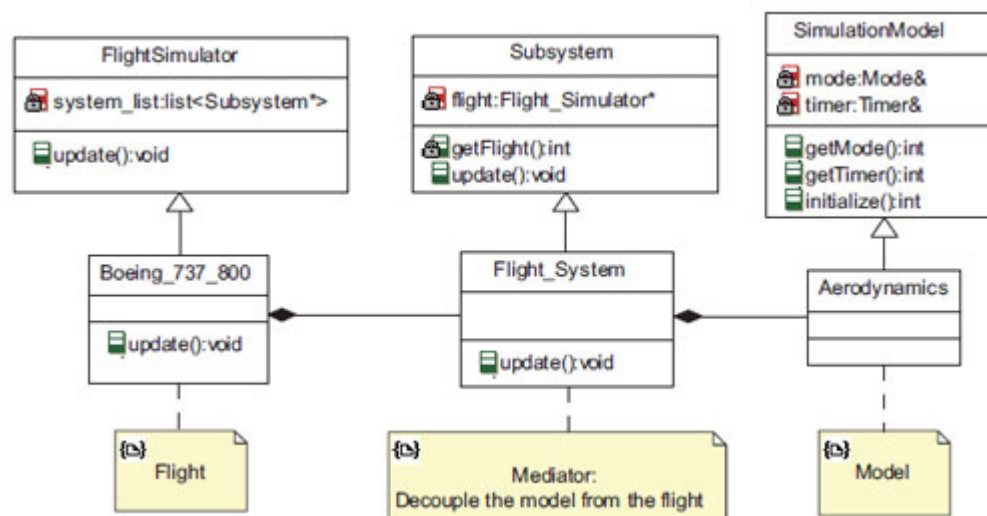 FlightSimulator
system_list:list<Subsystem*>
update():void
Subsystem
flight:Flight_Simulator*
getFlight():int
update():void
SimulationModel
mode:Mode&
timer:Timer&
getMode():int
getTimer():int
initialize():int
Boeing_737_800
update():void
Flight_System
update():void
Aerodynamics
Flight
Mediator:
Decouple the model from the flight
Model